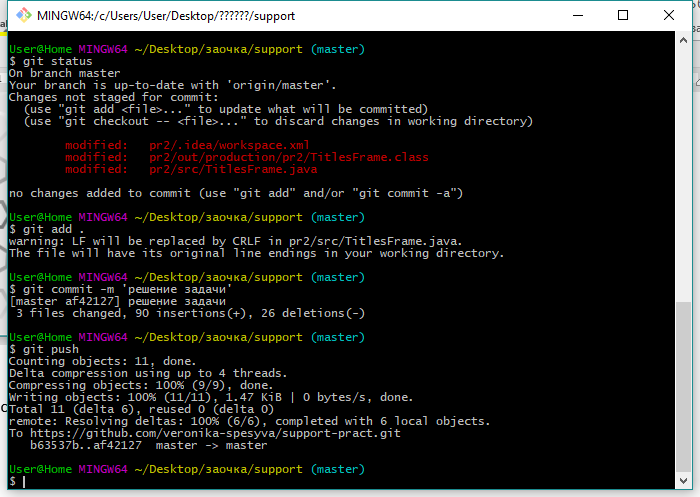 MINGW64:/c/Users/User/Desktop/??????/support
User@Home MINGW64 ~/Desktop/заочка/support (master)
$ git status
On branch master
Your branch is up-to-date with 'origin/master'.
Changes not staged for commit:
  (use "git add <file>..." to update what will be committed)
  (use "git checkout -- <file>..." to discard changes in working directory)
        modified:   pr2/.idea/workspace.xml
        modified:   pr2/out/production/pr2/TitlesFrame.class
        modified:   pr2/src/TitlesFrame.java
no changes added to commit (use "git add" and/or "git commit -a")
User@Home MINGW64 ~/Desktop/заочка/support (master)
$ git add .
warning: LF will be replaced by CRLF in pr2/src/TitlesFrame.java.
The file will have its original line endings in your working directory.
User@Home MINGW64 ~/Desktop/заочка/support (master)
$ git commit -m 'решение задачи'
[master af42127] решение задачи
 3 files changed, 90 insertions(+), 26 deletions(-)
User@Home MINGW64 ~/Desktop/заочка/support (master)
$ git push
Counting objects: 11, done.
Delta compression using up to 4 threads.
Compressing objects: 100% (9/9), done.
Writing objects: 100% (11/11), 1.47 KiB | 0 bytes/s, done.
Total 11 (delta 6), reused 0 (delta 0)
remote: Resolving deltas: 100% (6/6), completed with 6 local objects.
To https://github.com/veronika-spesyva/support-pract.git
   b63537b..af42127  master -> master
User@Home MINGW64 ~/Desktop/заочка/support (master)
$